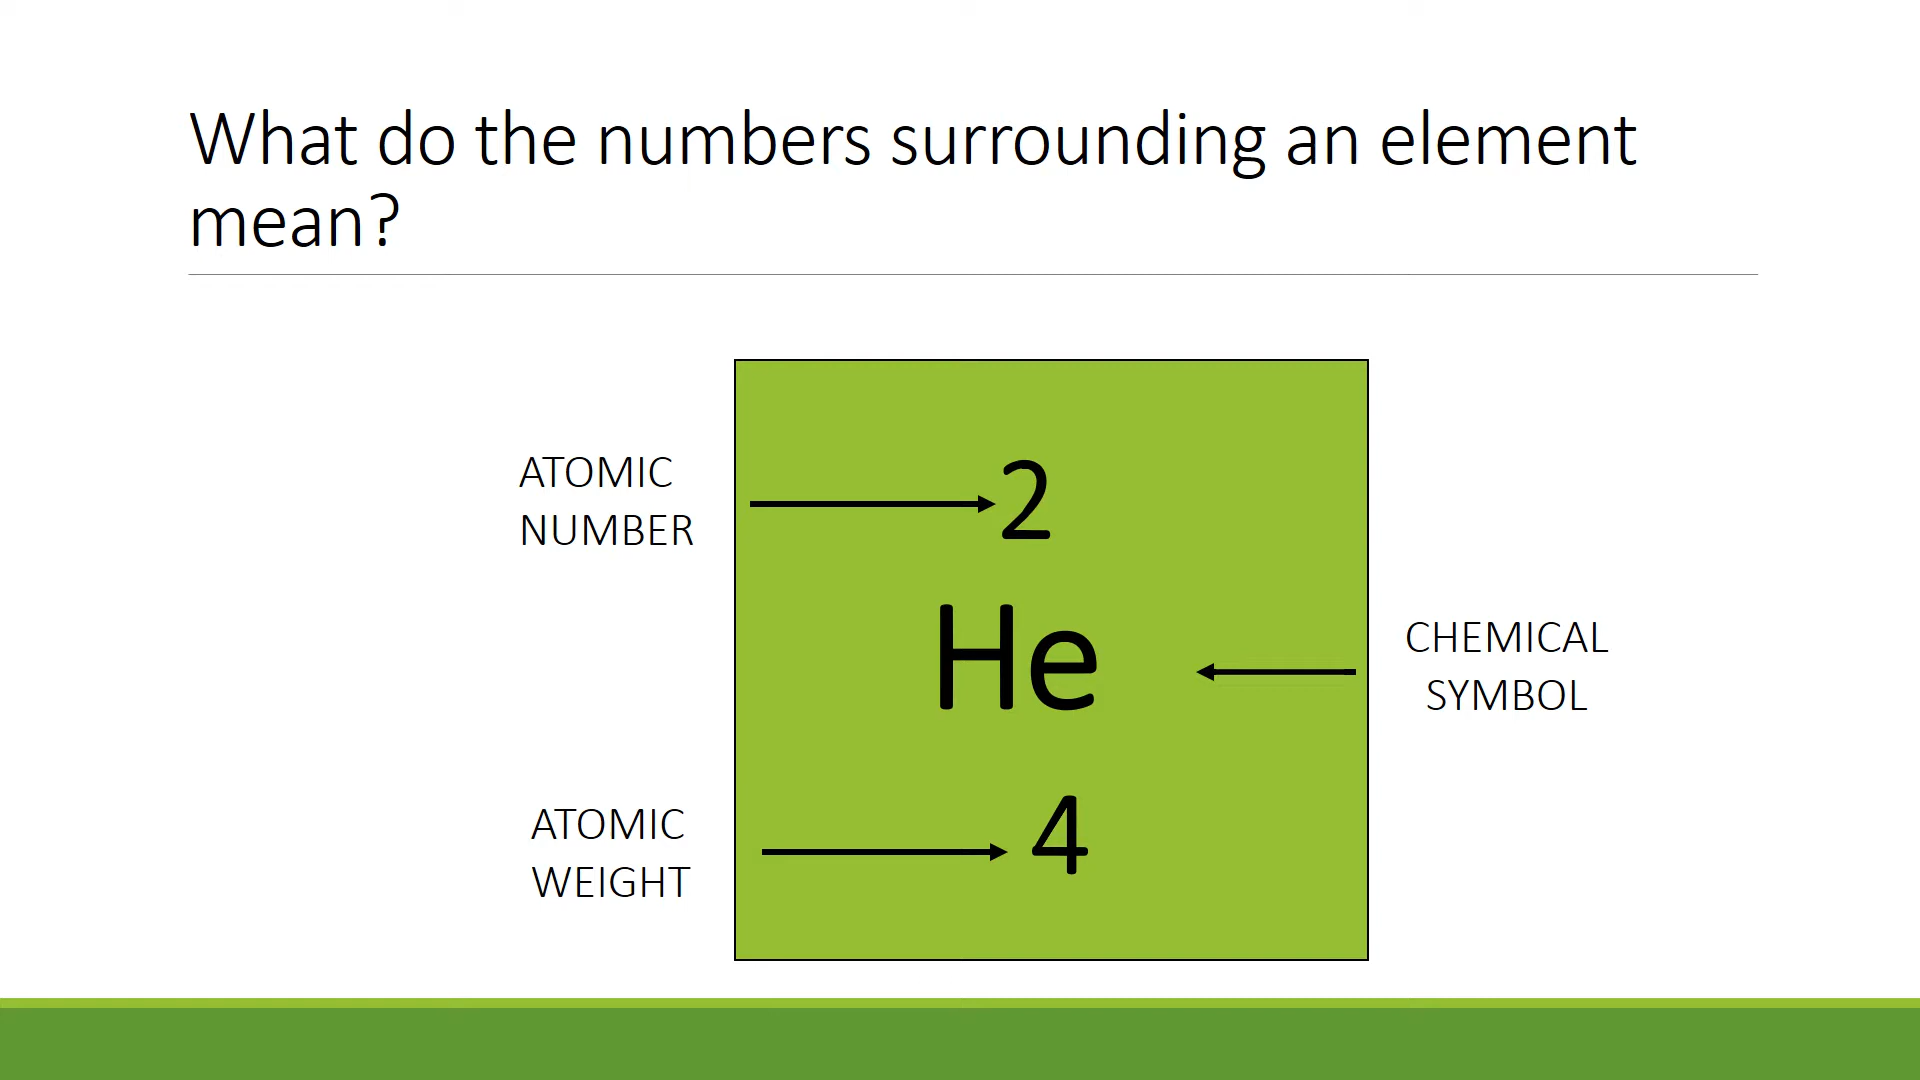 What do the numbers surrounding an element
mean?
ATOMIC
NUMBER
2
He
CHEMICAL
SYMBOL
ATOMIC
WEIGHT
4